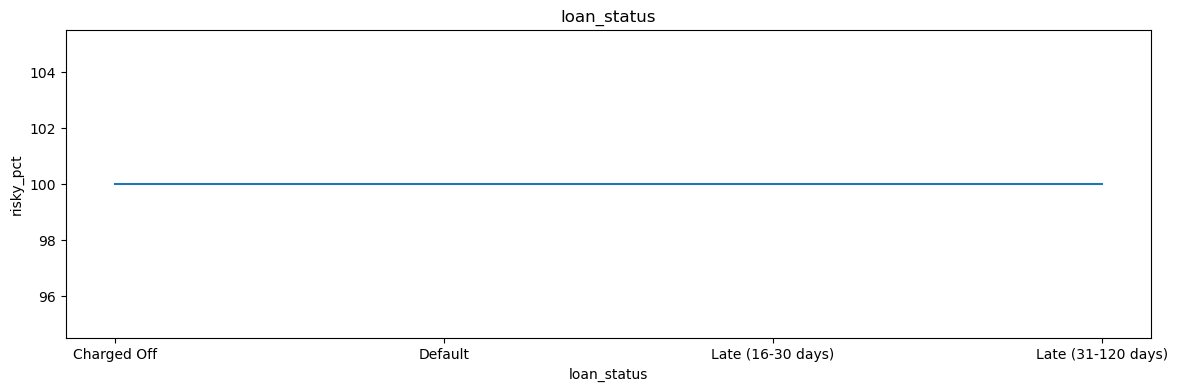 loan_status
risky_pct
104
102
100
98
96
Charged Off Default Late (16-30 days) Late (31-120 days)
loan_status